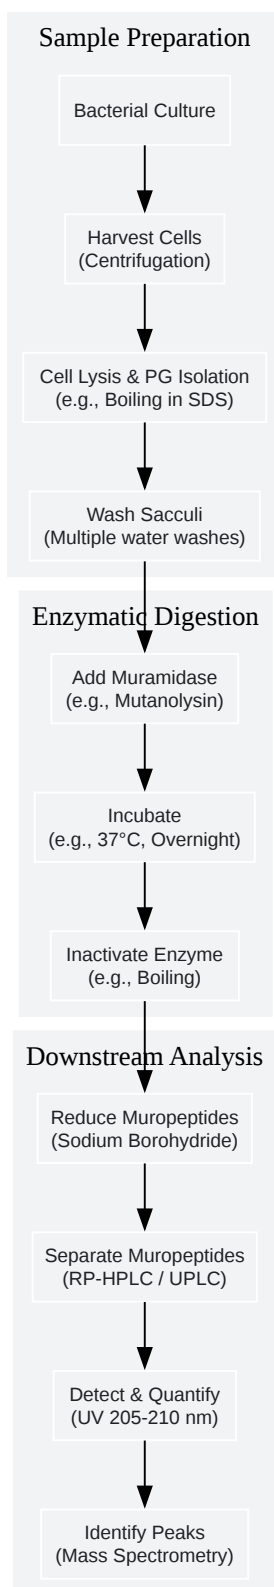 Sample Preparation
Bacterial Culture
Harvest Cells
(Centrifugation)
Cell Lysis & PG Isolation
(e.g., Boiling in SDS)
Wash Sacculi
(Multiple water washes)
Enzymatic Digestion
Add Muramidase
(e.g., Mutanolysin)
Incubate
(e.g., 37°C, Overnight)
Inactivate Enzyme
(e.g., Boiling)
Downstream Analysis
Reduce Muropeptides
(Sodium Borohydride)
Separate Muropeptides
(RP-HPLC / UPLC)
Detect & Quantify
(UV 205-210 nm)
Identify Peaks
(Mass Spectrometry)